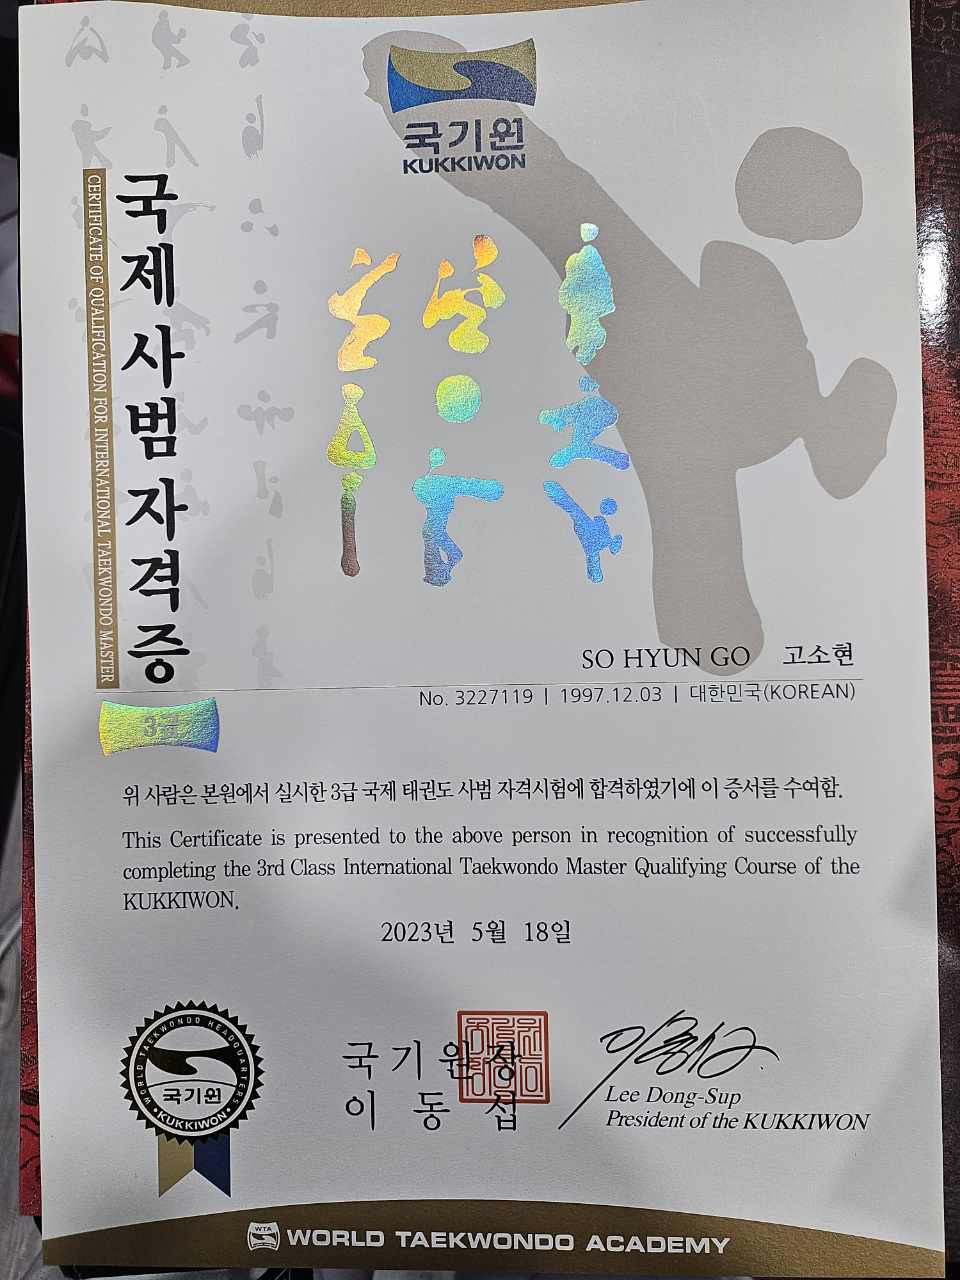 국기원
KUKKIWON
국제사범자격증
CERTIFICATE OF QUALIFICATION FOR INTERNATIONAL TAEKWONDO MASTER
3급
SO HYUN GO 고소현
No. 3227119 | 1997.12.03 | 대한민국(KOREAN)
위 사람은 본원에서 실시한 3급 국제 태권도 사범 자격시험에 합격하였기에 이 증서를 수여함.
This Certificate is presented to the above person in recognition of successfully
completing the 3rd Class International Taekwondo Master Qualifying Course of the
KUKKIWON.
2023년 5월 18일
WORLD TAEKWONDO HEADQUARTERS
국기원
KUKKIWON
국기원장
이동섭
Lee Dong-Sup
President of the KUKKIWON
WTA
WORLD TAEKWONDO ACADEMY